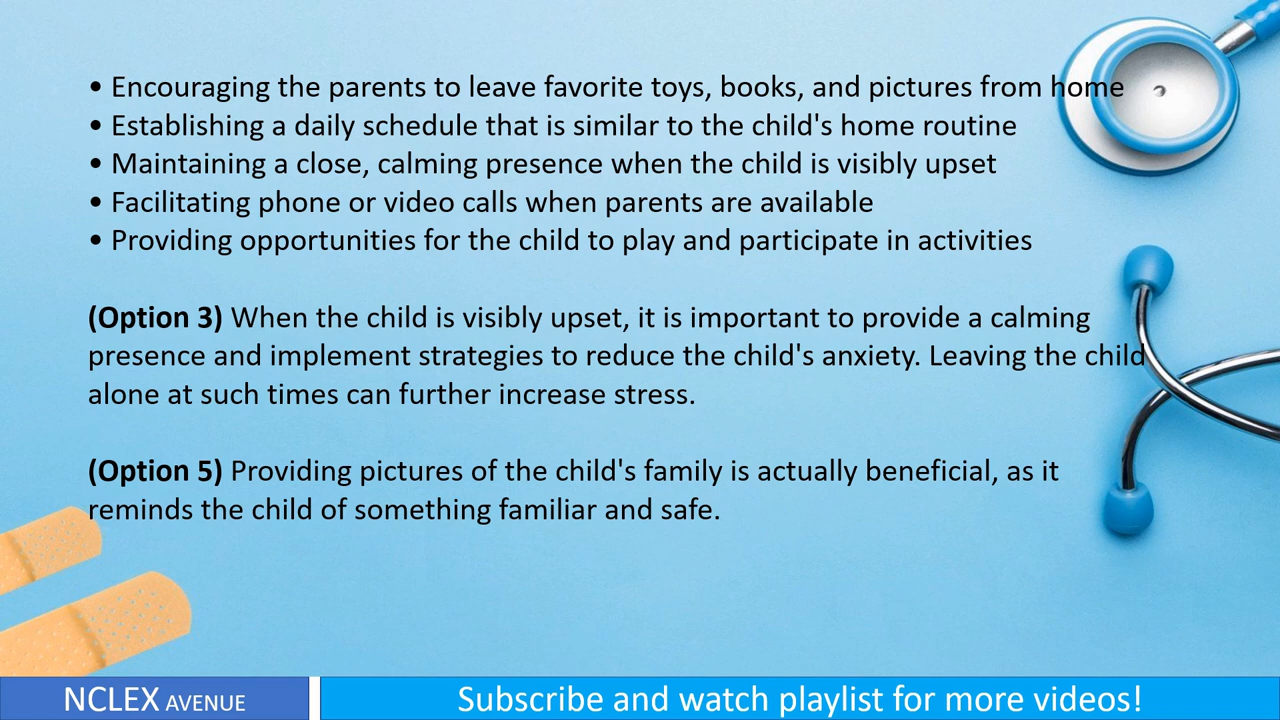 • Encouraging the parents to leave favorite toys, books, and pictures from home
• Establishing a daily schedule that is similar to the child's home routine
• Maintaining a close, calming presence when the child is visibly upset
• Facilitating phone or video calls when parents are available
• Providing opportunities for the child to play and participate in activities
(Option 3) When the child is visibly upset, it is important to provide a calming
presence and implement strategies to reduce the child's anxiety. Leaving the child
alone at such times can further increase stress.
(Option 5) Providing pictures of the child's family is actually beneficial, as it
reminds the child of something familiar and safe.
NCLEX AVENUE
Subscribe and watch playlist for more videos!